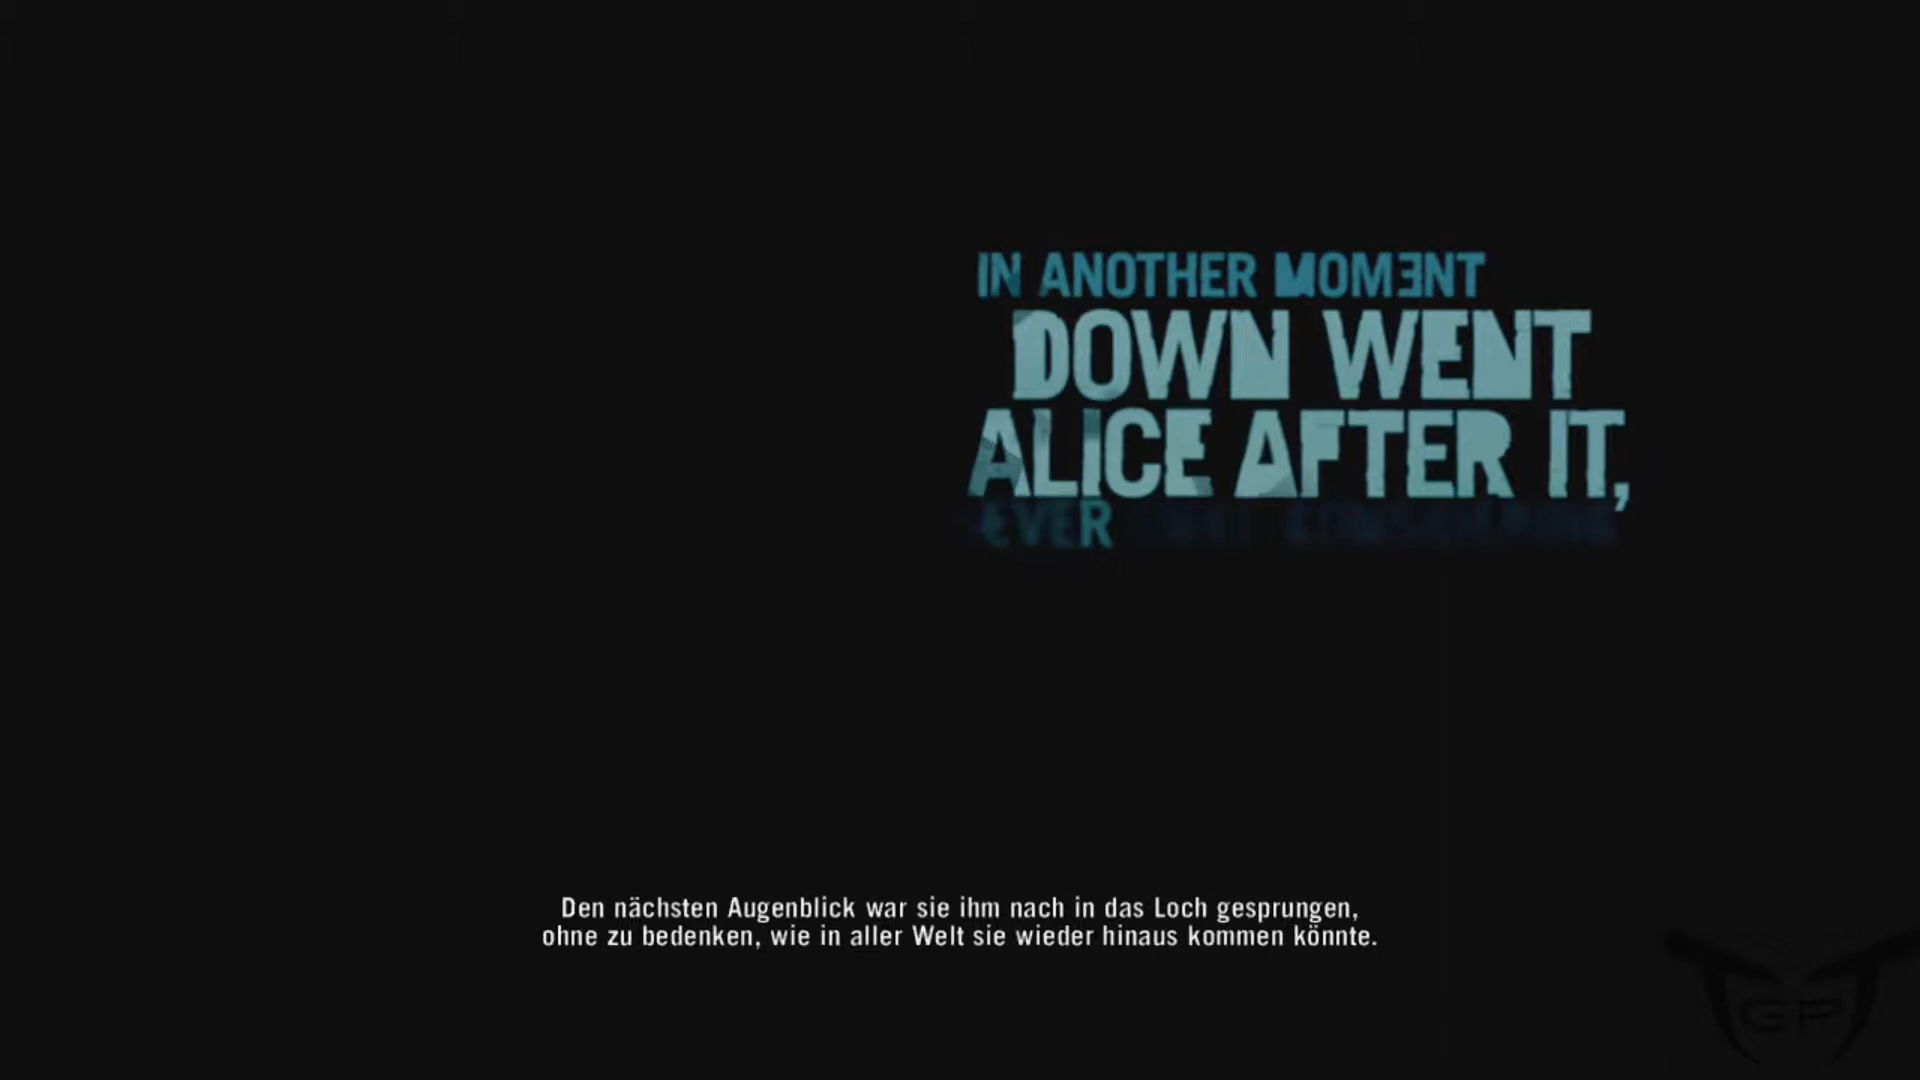 IN ANOTHER MOMENT
DOWN WENT
ALICE AFTER IT,
EVER
Den nächsten Augenblick war sie ihm nach in das Loch gesprungen,
ohne zu bedenken, wie in aller Welt sie wieder hinaus kommen könnte.
GP